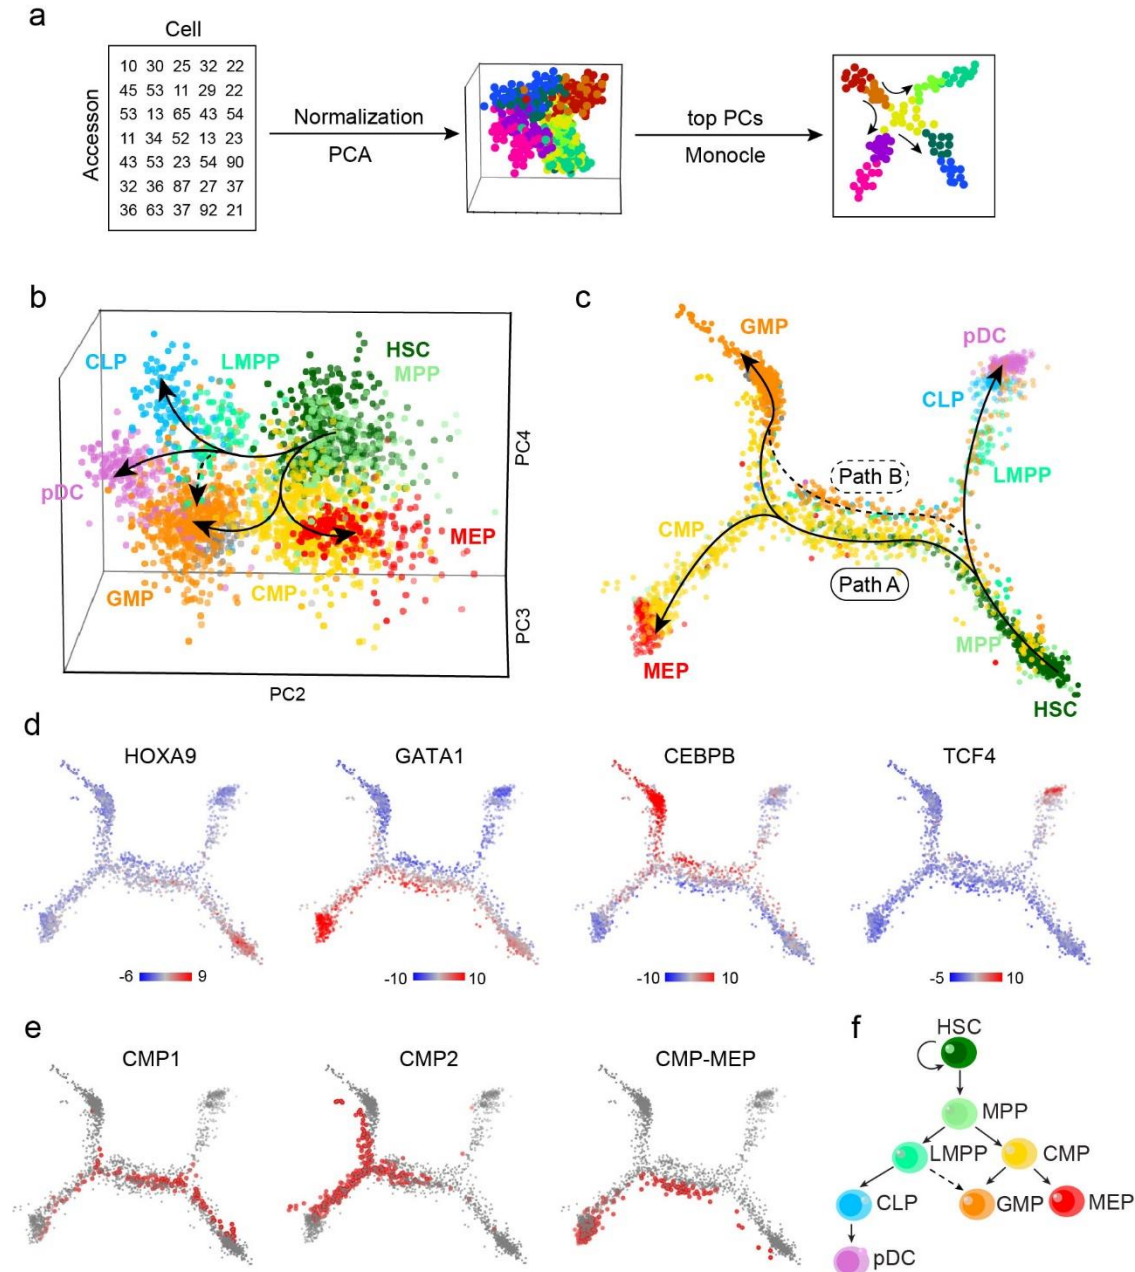 a
Cell
Accesson
10 30 25 32 22
45 53 11 29 22
53 13 65 43 54
11 34 52 13 23
43 53 23 54 90
32 36 87 27 37
36 63 37 92 21
Normalization
PCA
top PCs
Monocle
b
CLP
LMPP
HSC
MPP
pDC
GMP
CMP
MEP
PC4
PC3
PC2
c
GMP
pDC
CLP
LMPP
Path B
CMP
Path A
MPP
MEP
HSC
d
HOXA9
GATA1
CEBPB
TCF4
-6 9
-10 10
-10 10
-5 10
e
CMP1
CMP2
CMP-MEP
f
HSC
MPP
LMPP
CMP
CLP
GMP
MEP
pDC